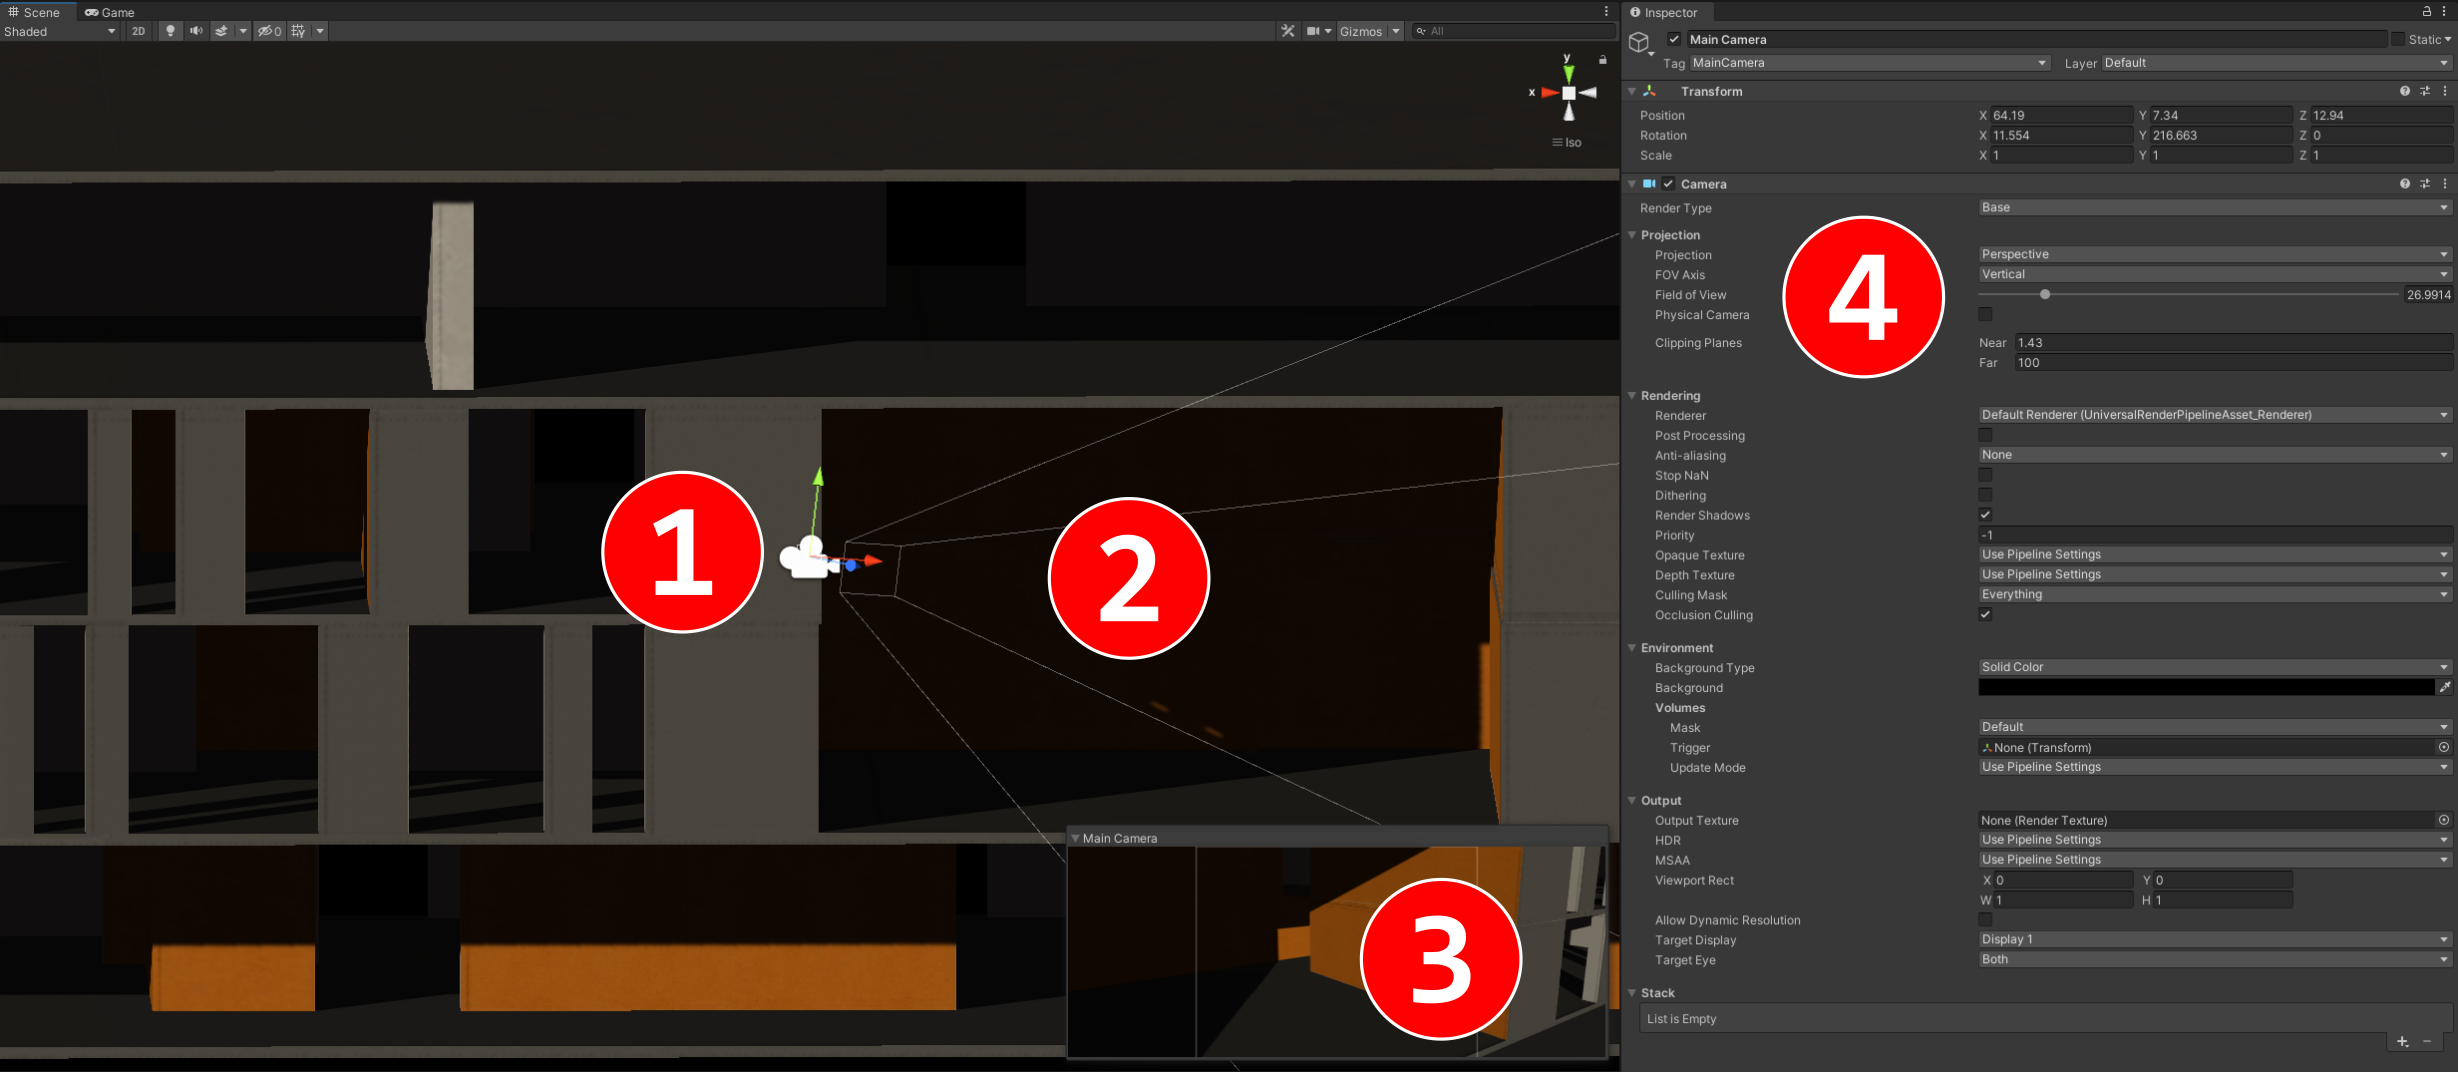 Scene Game
Shaded 2D 0 Gizmos All
y
x
Iso
1
2
Main Camera
3
Inspector
Main Camera Static
Tag MainCamera Layer Default
Transform
Position X 64.19 Y 7.34 Z 12.94
Rotation X 11.554 Y 216.663 Z 0
Scale X 1 Y 1 Z 1
Camera
Render Type Base
Projection
Projection Perspective
FOV Axis Vertical
Field of View 26.9914
Physical Camera
4
Clipping Planes Near 1.43
Far 100
Rendering
Renderer Default Renderer (UniversalRenderPipelineAsset_Renderer)
Post Processing
Anti-aliasing None
Stop NaN
Dithering
Render Shadows
Priority -1
Opaque Texture Use Pipeline Settings
Depth Texture Use Pipeline Settings
Culling Mask Everything
Occlusion Culling
Environment
Background Type Solid Color
Background
Volumes
Mask Default
Trigger None (Transform)
Update Mode Use Pipeline Settings
Output
Output Texture None (Render Texture)
HDR Use Pipeline Settings
MSAA Use Pipeline Settings
Viewport Rect X 0 Y 0
W 1 H 1
Allow Dynamic Resolution
Target Display Display 1
Target Eye Both
Stack
List is Empty